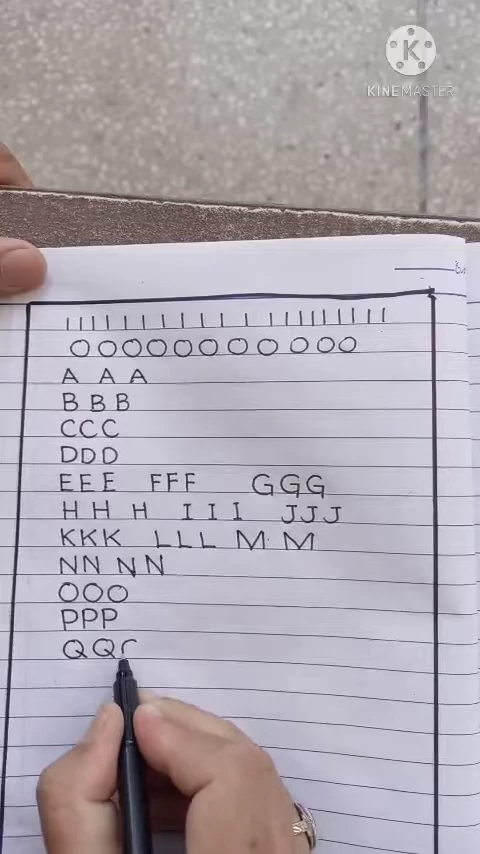 KINEMASTER
| | | | | | | | | | | | | | | | | | | | |
O O O O O O O O O O O
A A A
B B B
C C C
D D D
E E E F F F G G G
H H H I I I J J J
K K K L L L M M
N N N N
O O O
P P P
Q Q